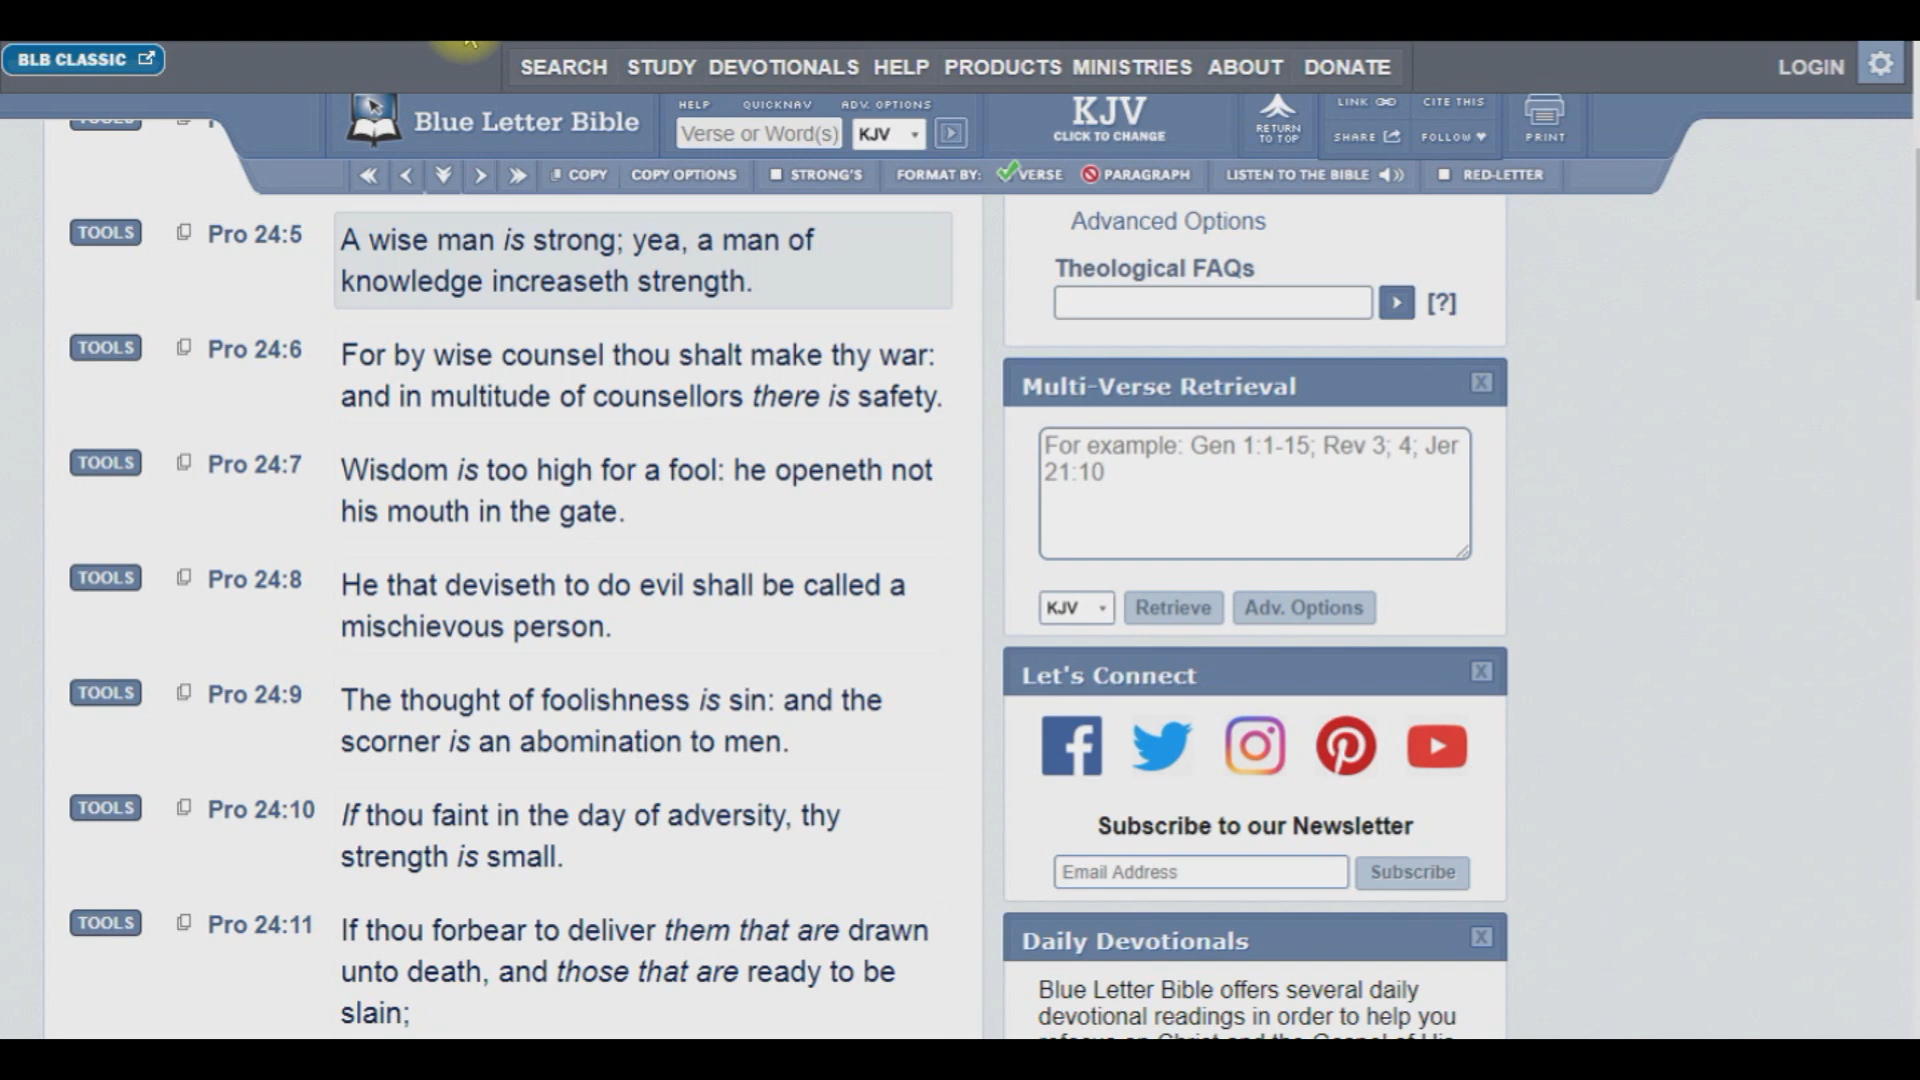 BLB CLASSIC
SEARCH STUDY DEVOTIONALS HELP PRODUCTS MINISTRIES ABOUT DONATE
LOGIN
Blue Letter Bible
HELP QUICKNAV ADV. OPTIONS
Verse or Word(s) KJV
KJV
CLICK TO CHANGE
RETURN
TO TOP
LINK CITE THIS
SHARE FOLLOW
PRINT
COPY COPY OPTIONS STRONG'S FORMAT BY: VERSE PARAGRAPH LISTEN TO THE BIBLE RED-LETTER
TOOLS Pro 24:5 A wise man is strong; yea, a man of
knowledge increaseth strength.
TOOLS Pro 24:6 For by wise counsel thou shalt make thy war:
and in multitude of counsellors there is safety.
TOOLS Pro 24:7 Wisdom is too high for a fool: he openeth not
his mouth in the gate.
TOOLS Pro 24:8 He that deviseth to do evil shall be called a
mischievous person.
TOOLS Pro 24:9 The thought of foolishness is sin: and the
scorner is an abomination to men.
TOOLS Pro 24:10 If thou faint in the day of adversity, thy
strength is small.
TOOLS Pro 24:11 If thou forbear to deliver them that are drawn
unto death, and those that are ready to be
slain;
Advanced Options
Theological FAQs
[?]
Multi-Verse Retrieval X
For example: Gen 1:1-15; Rev 3; 4; Jer
21:10
KJV Retrieve Adv. Options
Let's Connect X
Subscribe to our Newsletter
Email Address Subscribe
Daily Devotionals X
Blue Letter Bible offers several daily
devotional readings in order to help you